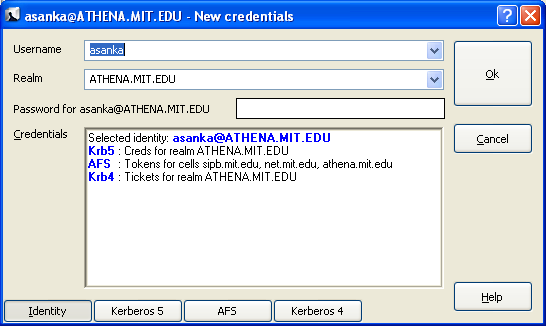 asanka@ATHENA.MIT.EDU - New credentials
Username
asanka
Realm
ATHENA.MIT.EDU
Password for asanka@ATHENA.MIT.EDU
Credentials
Selected identity: asanka@ATHENA.MIT.EDU
Krb5 : Creds for realm ATHENA.MIT.EDU
AFS : Tokens for cells sipb.mit.edu, net.mit.edu, athena.mit.edu
Krb4 : Tickets for realm ATHENA.MIT.EDU
Ok
Cancel
Help
Identity
Kerberos 5
AFS
Kerberos 4